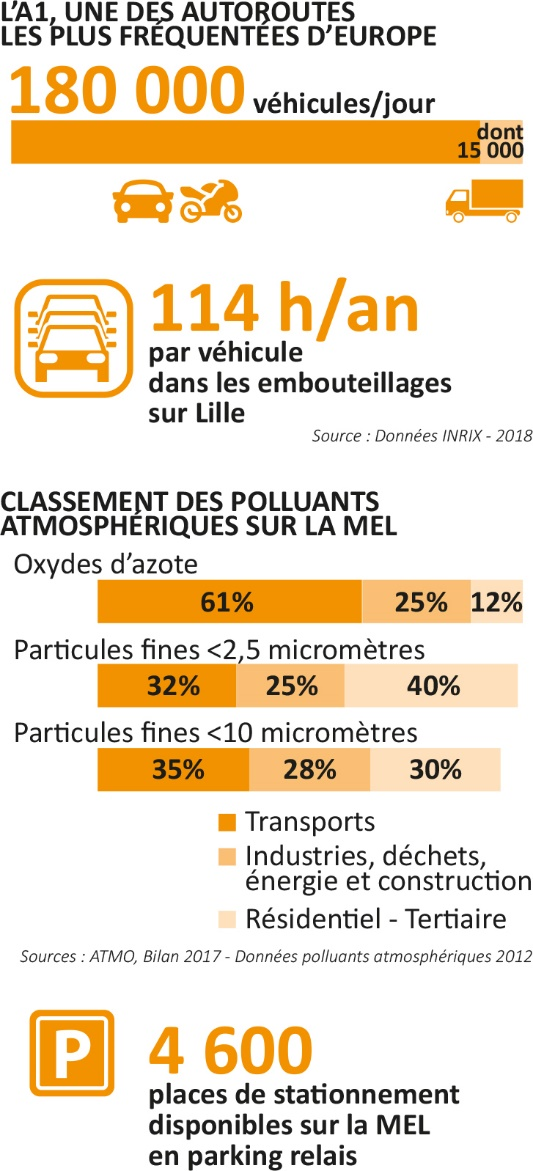 L'A1, UNE DES AUTOROUTES
LES PLUS FRÉQUENTÉES D'EUROPE
180 000 véhicules/jour
dont
15 000
114 h/an
par véhicule
dans les embouteillages
sur Lille
Source : Données INRIX - 2018
CLASSEMENT DES POLLUANTS
ATMOSPHÉRIQUES SUR LA MEL
Oxydes d'azote
61% 25% 12%
Particules fines <2,5 micromètres
32% 25% 40%
Particules fines <10 micromètres
35% 28% 30%
Transports
Industries, déchets,
énergie et construction
Résidentiel - Tertiaire
Sources : ATMO, Bilan 2017 - Données polluants atmosphériques 2012
P
4 600
places de stationnement
disponibles sur la MEL
en parking relais